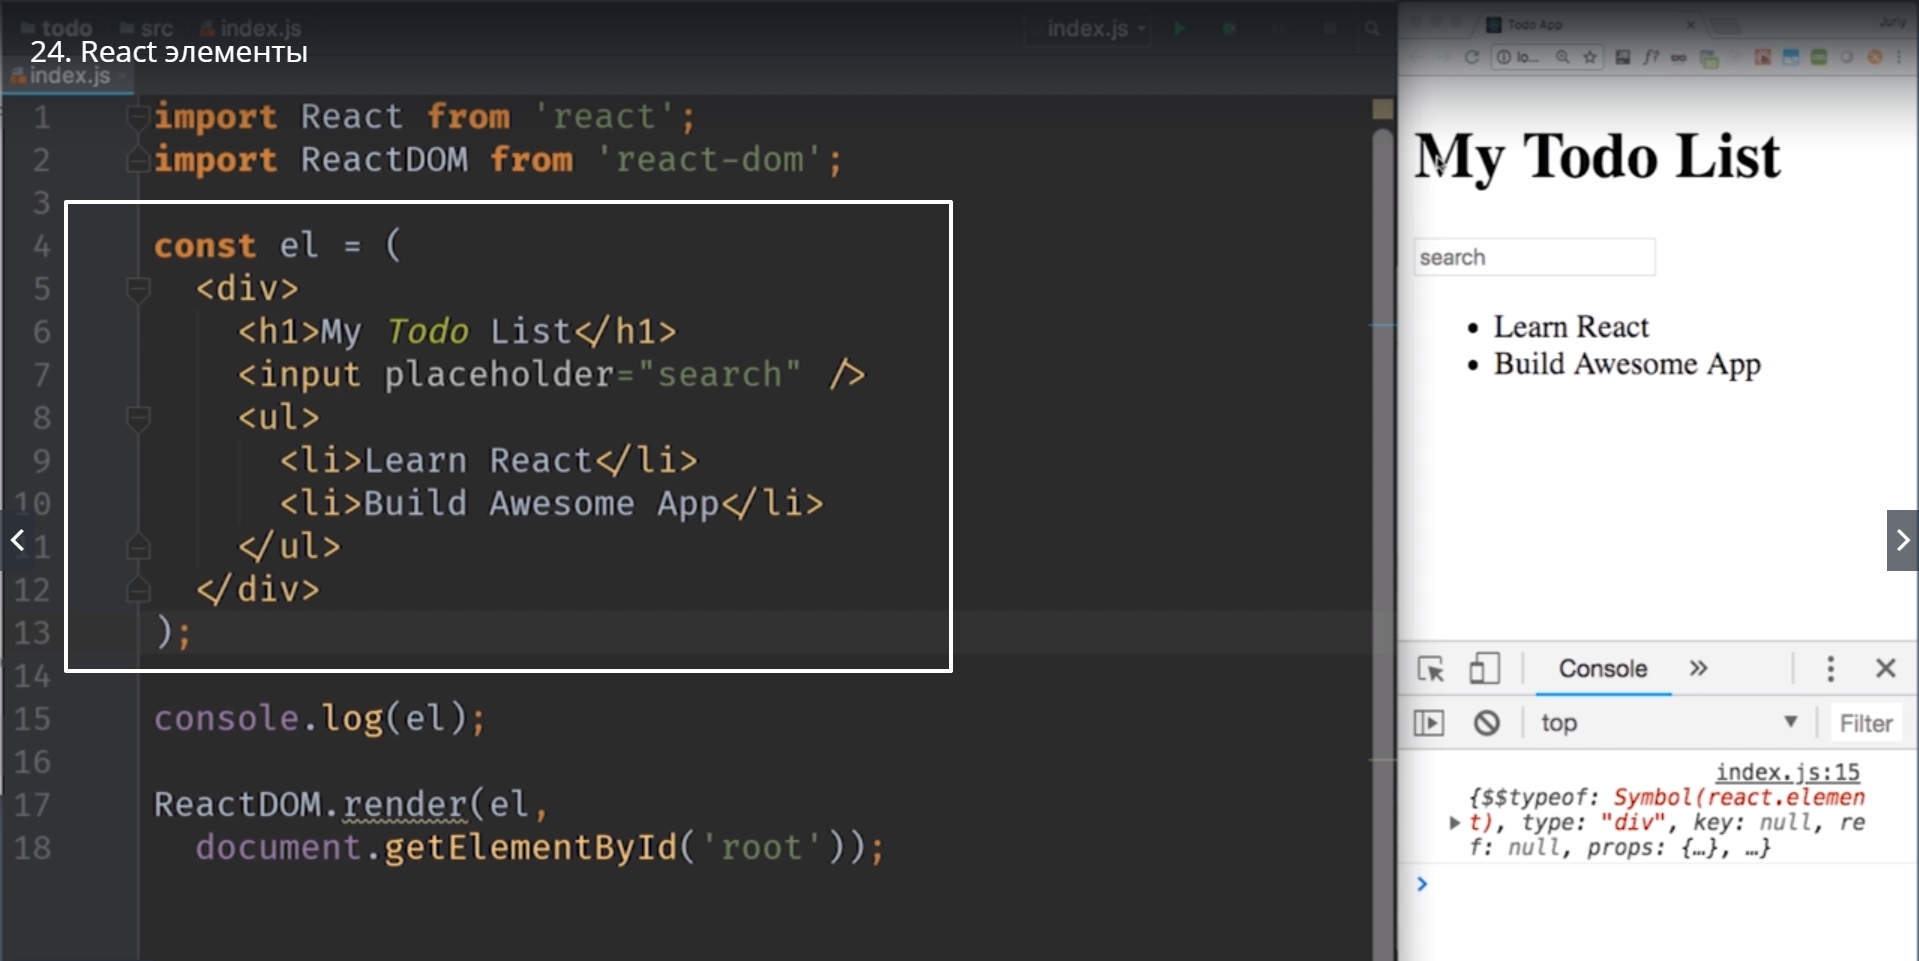 todo src index.js
24. React элементы
index.js
index.js
1 import React from 'react';
2 import ReactDOM from 'react-dom';
3
4 const el = (
5 <div>
6 <h1>My Todo List</h1>
7 <input placeholder="search" />
8 <ul>
9 <li>Learn React</li>
10 <li>Build Awesome App</li>
11 </ul>
12 </div>
13 );
14
15 console.log(el);
16
17 ReactDOM.render(el,
18 document.getElementById('root'));
Todo App
Juriy
lo...
f?
My Todo List
search
• Learn React
• Build Awesome App
Console
top
Filter
index.js:15
{$$typeof: Symbol(react.elemen
t), type: "div", key: null, re
f: null, props: {…}, …}